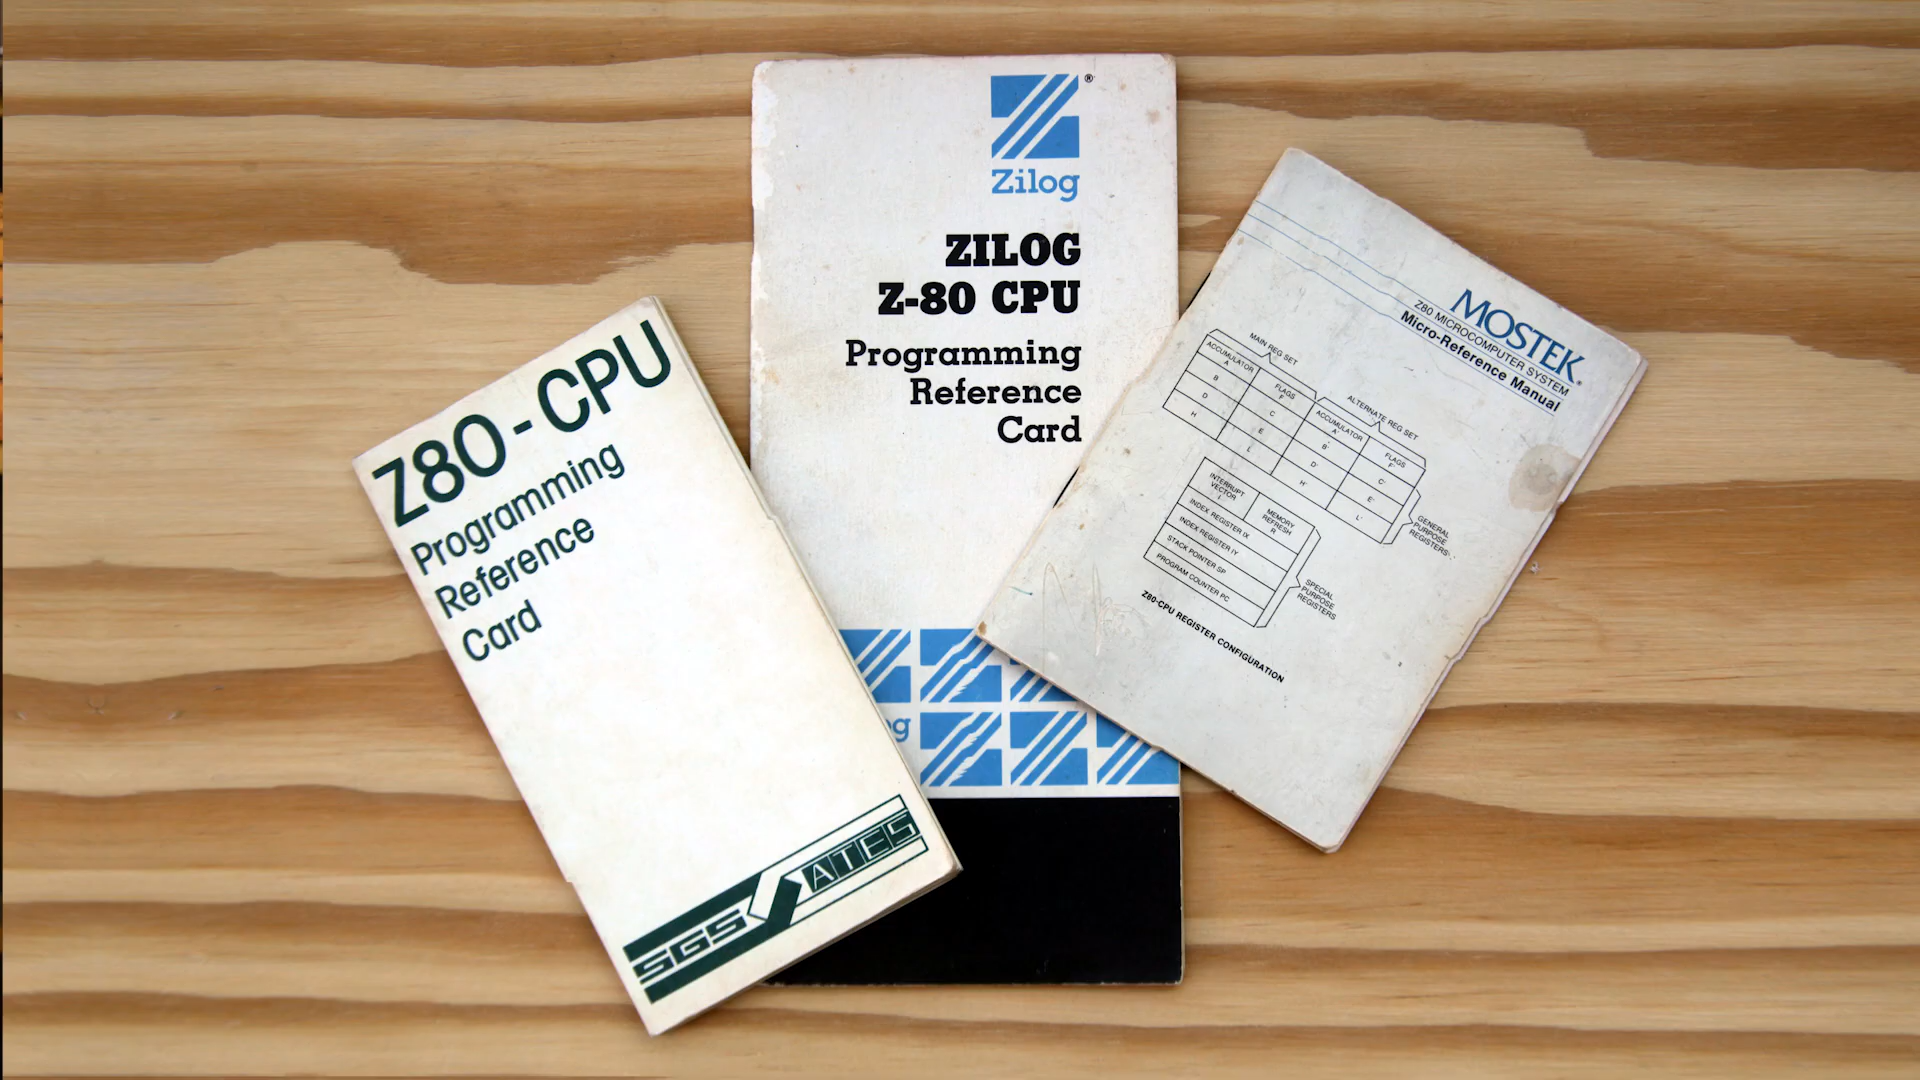 Z80-CPU
Programming
Reference
Card
SGS ATES
®
Zilog
ZILOG
Z-80 CPU
Programming
Reference
Card
MOSTEK
Z80 MICROCOMPUTER SYSTEM
Micro-Reference Manual
MAIN REG SET
ALTERNATE REG SET
ACCUMULATOR
A
FLAGS
F
ACCUMULATOR
A'
FLAGS
F'
B
C
B'
C'
D
E
D'
E'
H
L
H'
L'
GENERAL
PURPOSE
REGISTERS
INTERRUPT
VECTOR
I
MEMORY
REFRESH
R
INDEX REGISTER IX
INDEX REGISTER IY
STACK POINTER SP
PROGRAM COUNTER PC
SPECIAL
PURPOSE
REGISTERS
Z80-CPU REGISTER CONFIGURATION